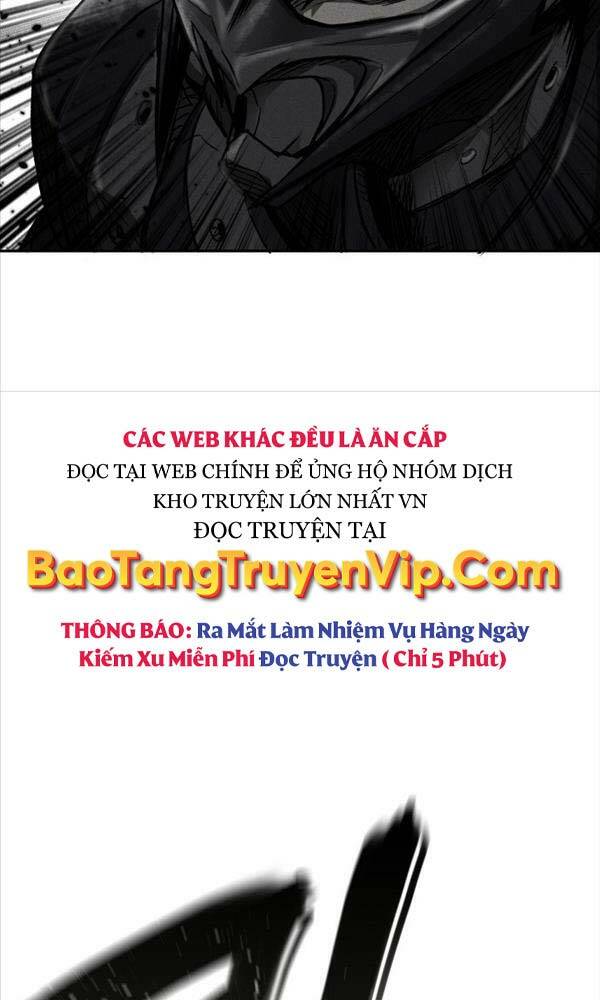 CÁC WEB KHÁC ĐỀU LÀ ĂN CẮP
ĐỌC TẠI WEB CHÍNH ĐỂ ỦNG HỘ NHÓM DỊCH
KHO TRUYỆN LỚN NHẤT VN
ĐỌC TRUYỆN TẠI
BaoTangTruyenVip.Com
THÔNG BÁO: Ra Mắt Làm Nhiệm Vụ Hàng Ngày
Kiếm Xu Miễn Phí Đọc Truyện ( Chỉ 5 Phút)